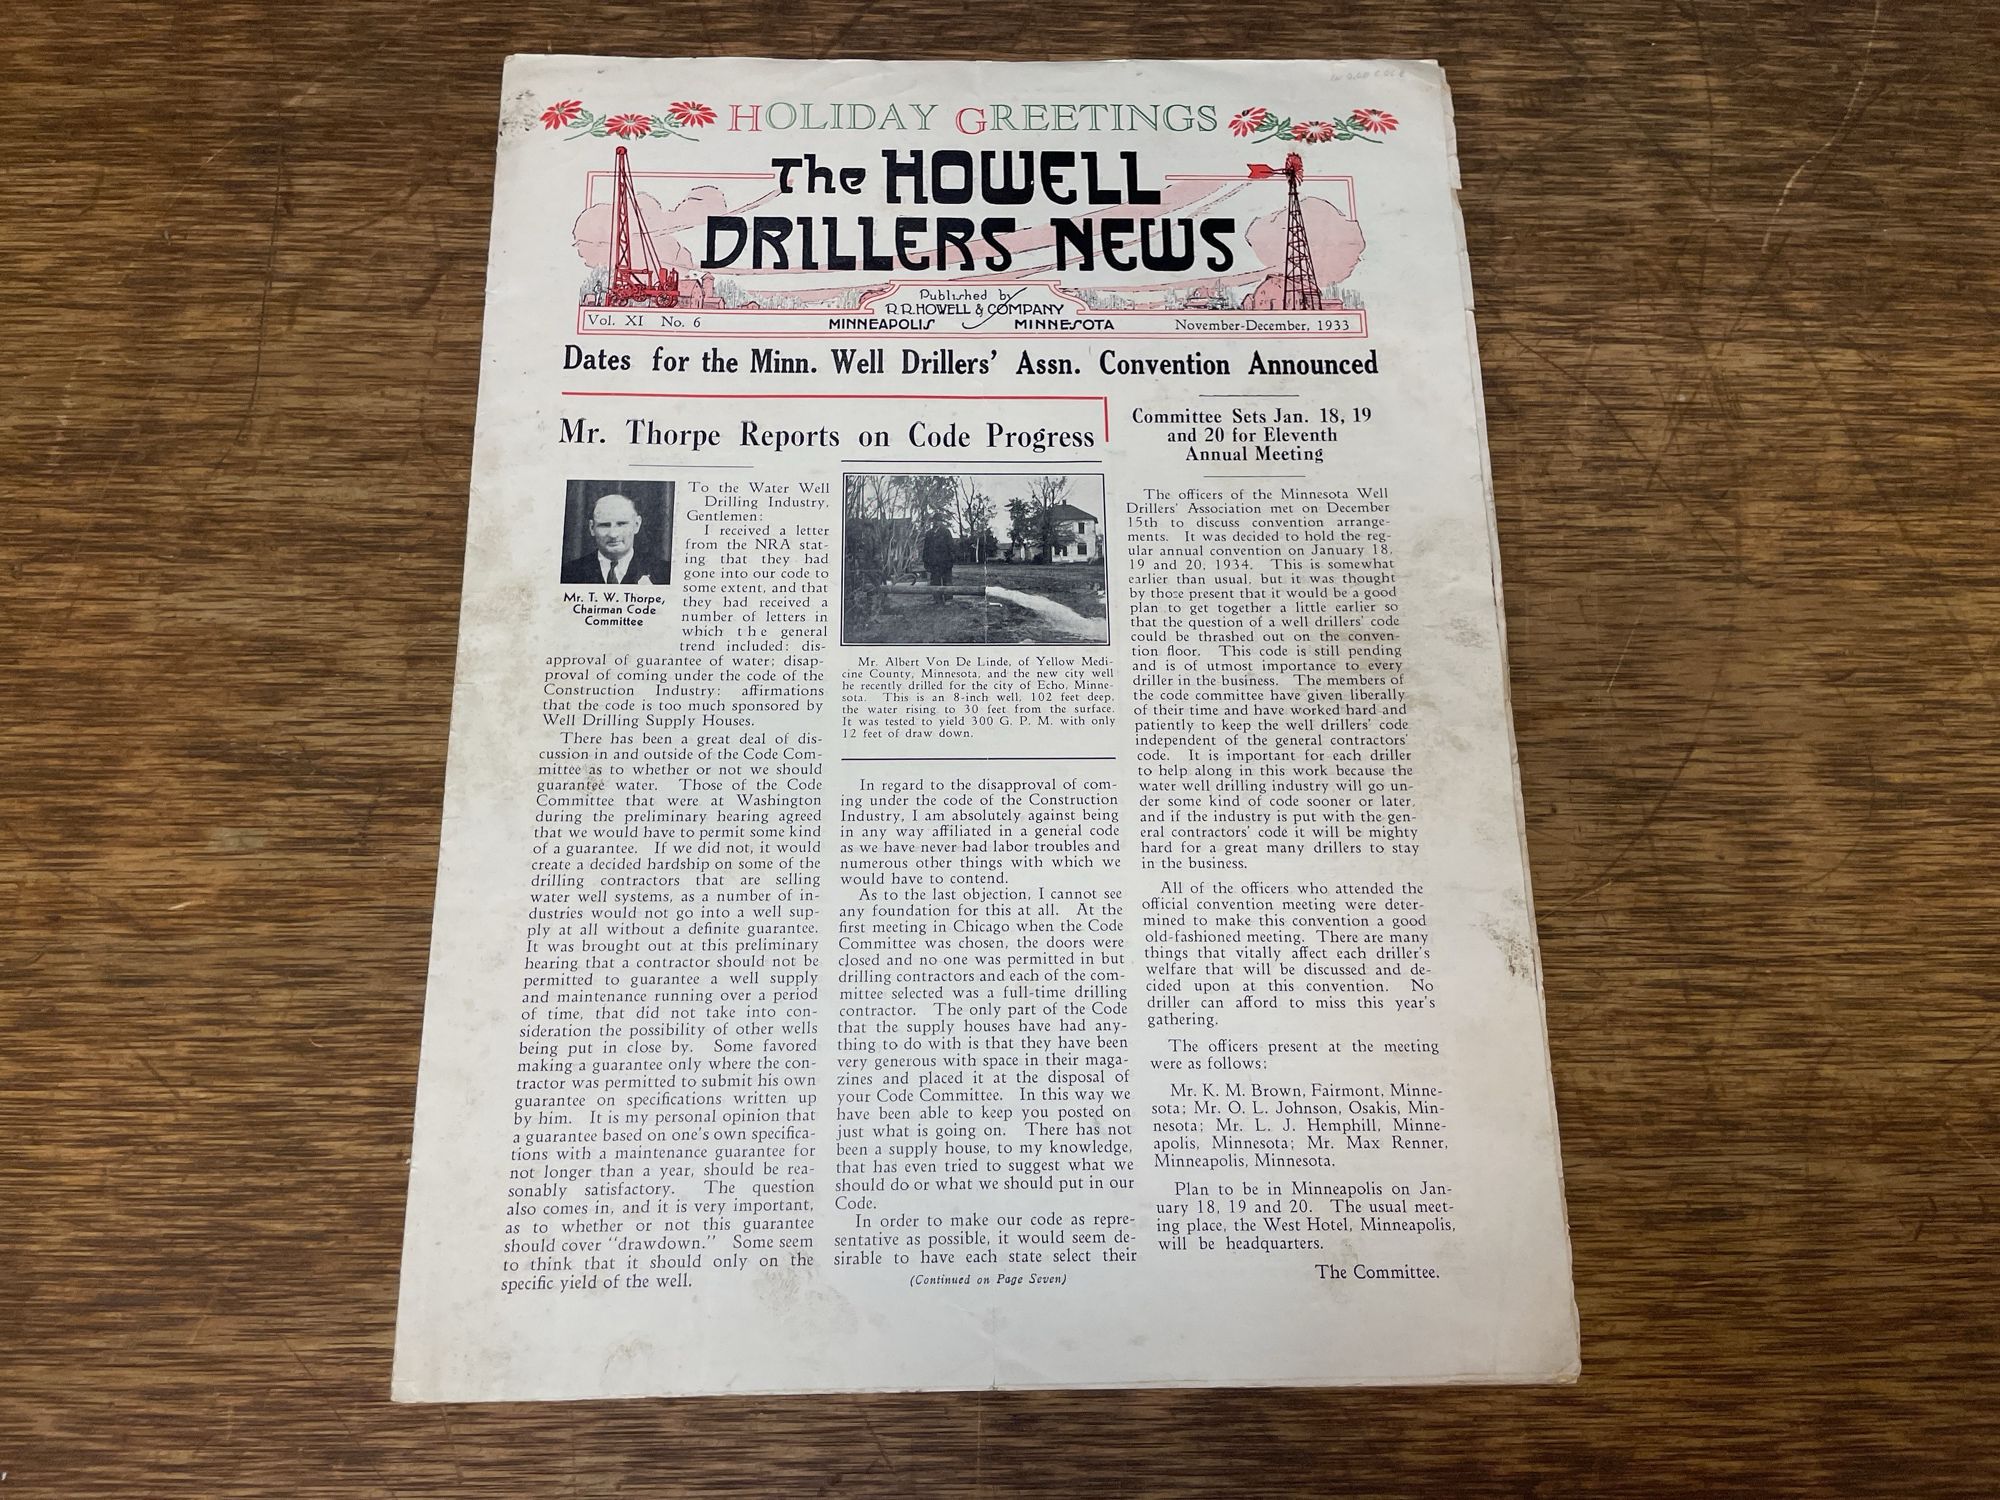 HOLIDAY GREETINGS
The HOWELL
DRILLERS NEWS
Published by
R.R. HOWELL & COMPANY
MINNEAPOLIS MINNESOTA
Vol. XI No. 6
November-December, 1933
Dates for the Minn. Well Drillers' Assn. Convention Announced
Mr. Thorpe Reports on Code Progress
Mr. T. W. Thorpe,
Chairman Code
Committee
To the Water Well
Drilling Industry,
Gentlemen:
I received a letter
from the NRA stat-
ing that they had
gone into our code to
some extent, and that
they had received a
number of letters in
which the general
trend included: dis-
approval of guarantee of water; disap-
proval of coming under the code of the
Construction Industry: affirmations
that the code is too much sponsored by
Well Drilling Supply Houses.
There has been a great deal of dis-
cussion in and outside of the Code Com-
mittee as to whether or not we should
guarantee water. Those of the Code
Committee that were at Washington
during the preliminary hearing agreed
that we would have to permit some kind
of a guarantee. If we did not, it would
create a decided hardship on some of the
drilling contractors that are selling
water well systems, as a number of in-
dustries would not go into a well sup-
ply at all without a definite guarantee.
It was brought out at this preliminary
hearing that a contractor should not be
permitted to guarantee a well supply
and maintenance running over a period
of time, that did not take into con-
sideration the possibility of other wells
being put in close by. Some favored
making a guarantee only where the con-
tractor was permitted to submit his own
guarantee on specifications written up
by him. It is my personal opinion that
a guarantee based on one's own specifica-
tions with a maintenance guarantee for
not longer than a year, should be rea-
sonably satisfactory. The question
also comes in, and it is very important,
as to whether or not this guarantee
should cover "drawdown." Some seem
to think that it should only on the
specific yield of the well.
Mr. Albert Von De Linde, of Yellow Medi-
cine County, Minnesota, and the new city well
he recently drilled for the city of Echo, Minne-
sota. This is an 8-inch well, 102 feet deep,
the water rising to 30 feet from the surface.
It was tested to yield 300 G. P. M. with only
12 feet of draw down.
In regard to the disapproval of com-
ing under the code of the Construction
Industry, I am absolutely against being
in any way affiliated in a general code
as we have never had labor troubles and
numerous other things with which we
would have to contend.
As to the last objection, I cannot see
any foundation for this at all. At the
first meeting in Chicago when the Code
Committee was chosen, the doors were
closed and no one was permitted in but
drilling contractors and each of the com-
mittee selected was a full-time drilling
contractor. The only part of the Code
that the supply houses have had any-
thing to do with is that they have been
very generous with space in their maga-
zines and placed it at the disposal of
your Code Committee. In this way we
have been able to keep you posted on
just what is going on. There has not
been a supply house, to my knowledge,
that has even tried to suggest what we
should do or what we should put in our
Code.
In order to make our code as repre-
sentative as possible, it would seem de-
sirable to have each state select their
(Continued on Page Seven)
Committee Sets Jan. 18, 19
and 20 for Eleventh
Annual Meeting
The officers of the Minnesota Well
Drillers' Association met on December
15th to discuss convention arrange-
ments. It was decided to hold the reg-
ular annual convention on January 18,
19 and 20, 1934. This is somewhat
earlier than usual, but it was thought
by those present that it would be a good
plan to get together a little earlier so
that the question of a well drillers' code
could be thrashed out on the conven-
tion floor. This code is still pending
and is of utmost importance to every
driller in the business. The members of
the code committee have given liberally
of their time and have worked hard and
patiently to keep the well drillers' code
independent of the general contractors'
code. It is important for each driller
to help along in this work because the
water well drilling industry will go un-
der some kind of code sooner or later,
and if the industry is put with the gen-
eral contractors' code it will be mighty
hard for a great many drillers to stay
in the business.
All of the officers who attended the
official convention meeting were deter-
mined to make this convention a good
old-fashioned meeting. There are many
things that vitally affect each driller's
welfare that will be discussed and de-
cided upon at this convention. No
driller can afford to miss this year's
gathering.
The officers present at the meeting
were as follows:
Mr. K. M. Brown, Fairmont, Minne-
sota; Mr. O. L. Johnson, Osakis, Min-
nesota; Mr. L. J. Hemphill, Minne-
apolis, Minnesota; Mr. Max Renner,
Minneapolis, Minnesota.
Plan to be in Minneapolis on Jan-
uary 18, 19 and 20. The usual meet-
ing place, the West Hotel, Minneapolis,
will be headquarters.
The Committee.